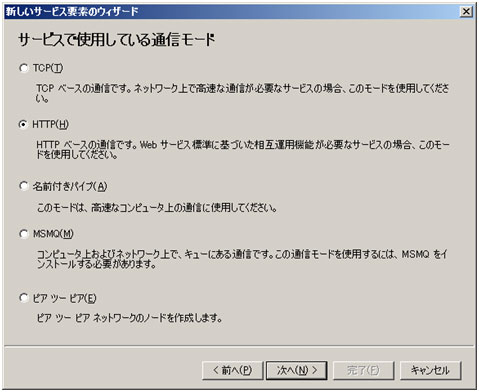 新しいサービス要素のウィザード
サービスで使用している通信モード
TCP(T)
TCP ベースの通信です。ネットワーク上で高速な通信が必要なサービスの場合、このモードを使用してくださ
い。
HTTP(H)
HTTP ベースの通信です。Web サービス標準に基づいた相互運用機能が必要なサービスの場合、このモー
ドを使用してください。
名前付きパイプ(A)
このモードは、高速なコンピュータ上の通信に使用してください。
MSMQ(M)
コンピュータ上およびネットワーク上で、キューにある通信です。この通信モードを使用するには、MSMQ をイ
ンストールする必要があります。
ピア ツー ピア(E)
ピア ツー ピア ネットワークのノードを作成します。
< 前へ(P) 次へ(N) > 完了(F) キャンセル